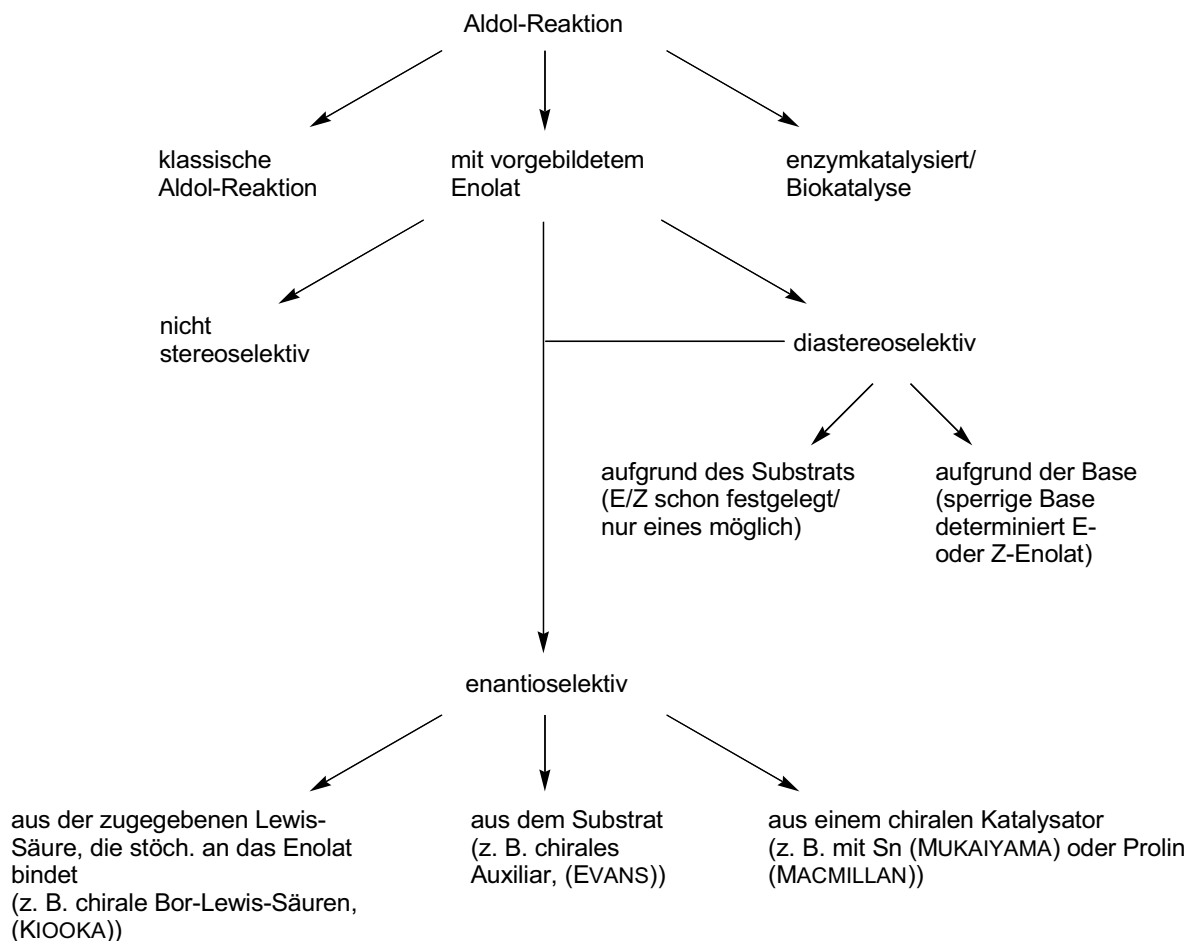 Aldol-Reaktion
klassische
Aldol-Reaktion
mit vorgebildetem
Enolat
enzymkatalysiert/
Biokatalyse
nicht
stereoselektiv
diastereoselektiv
aufgrund des Substrats
(E/Z schon festgelegt/
nur eines möglich)
aufgrund der Base
(sperrige Base
determiniert E-
oder Z-Enolat)
enantioselektiv
aus der zugegebenen Lewis-
Säure, die stöch. an das Enolat
bindet
(z. B. chirale Bor-Lewis-Säuren,
(KIOOKA))
aus dem Substrat
(z. B. chirales
Auxiliar, (EVANS))
aus einem chiralen Katalysator
(z. B. mit Sn (MUKAIYAMA) oder Prolin
(MACMILLAN))